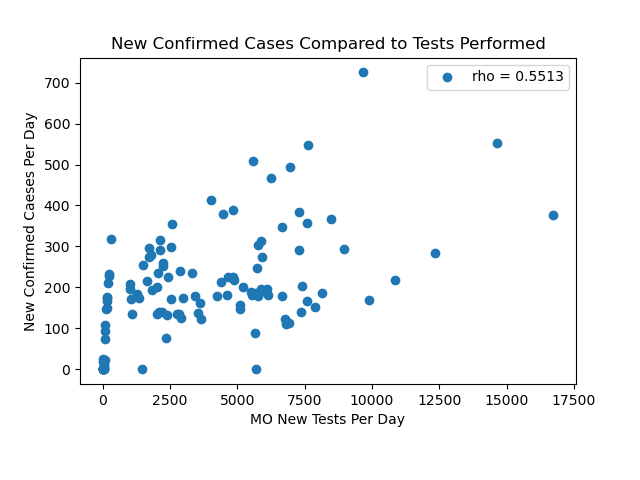 New Confirmed Cases Compared to Tests Performed
rho = 0.5513
New Confirmed Caeses Per Day
700
600
500
400
300
200
100
0
0 2500 5000 7500 10000 12500 15000 17500
MO New Tests Per Day